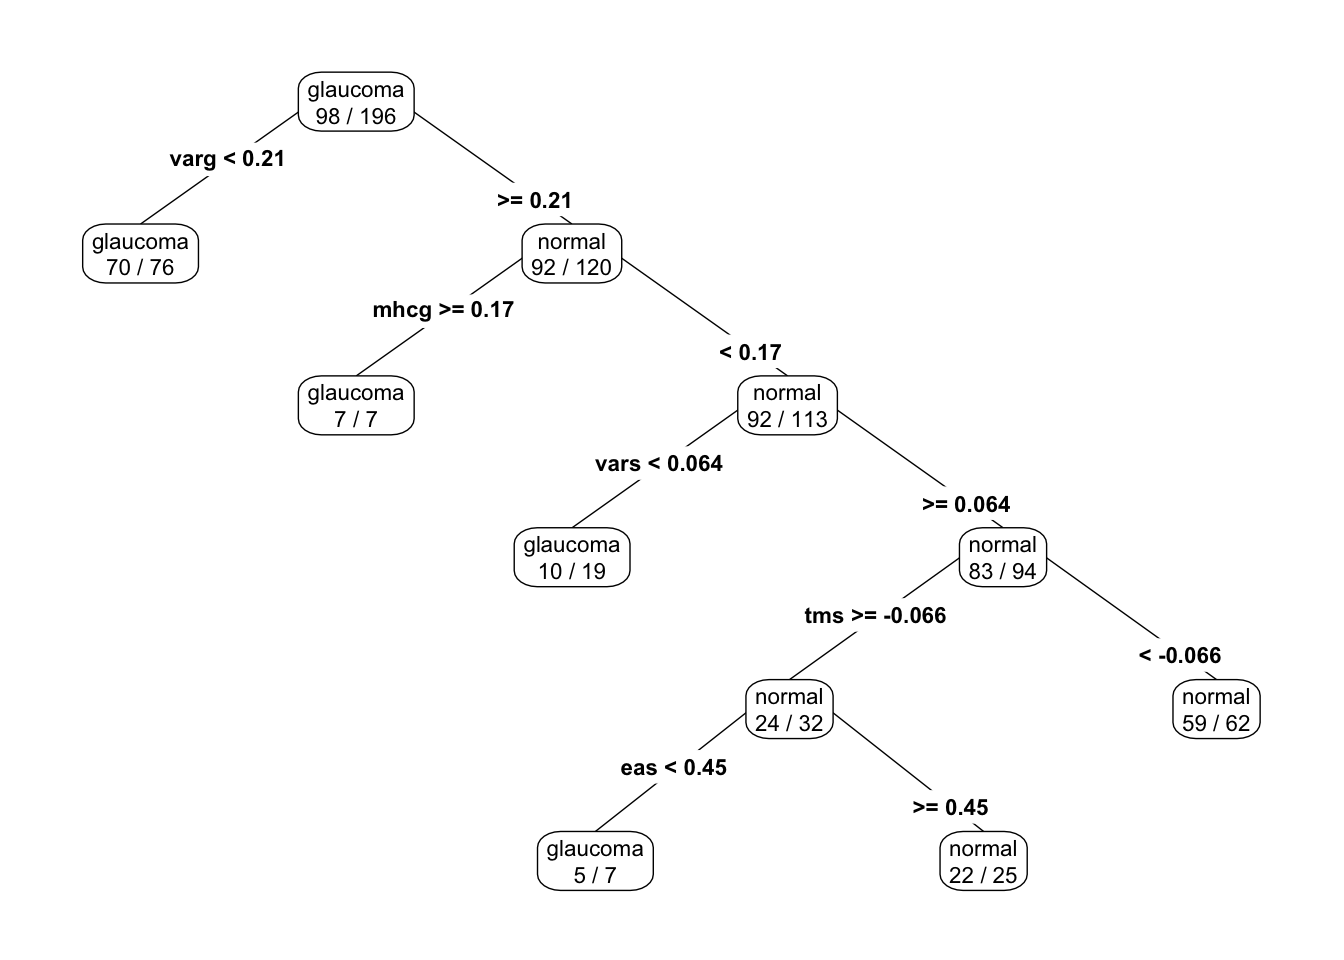 glaucoma
98 / 196
varg < 0.21
>= 0.21
glaucoma
70 / 76
normal
92 / 120
mhcg >= 0.17
< 0.17
glaucoma
7 / 7
normal
92 / 113
vars < 0.064
>= 0.064
glaucoma
10 / 19
normal
83 / 94
tms >= -0.066
< -0.066
normal
24 / 32
normal
59 / 62
eas < 0.45
>= 0.45
glaucoma
5 / 7
normal
22 / 25